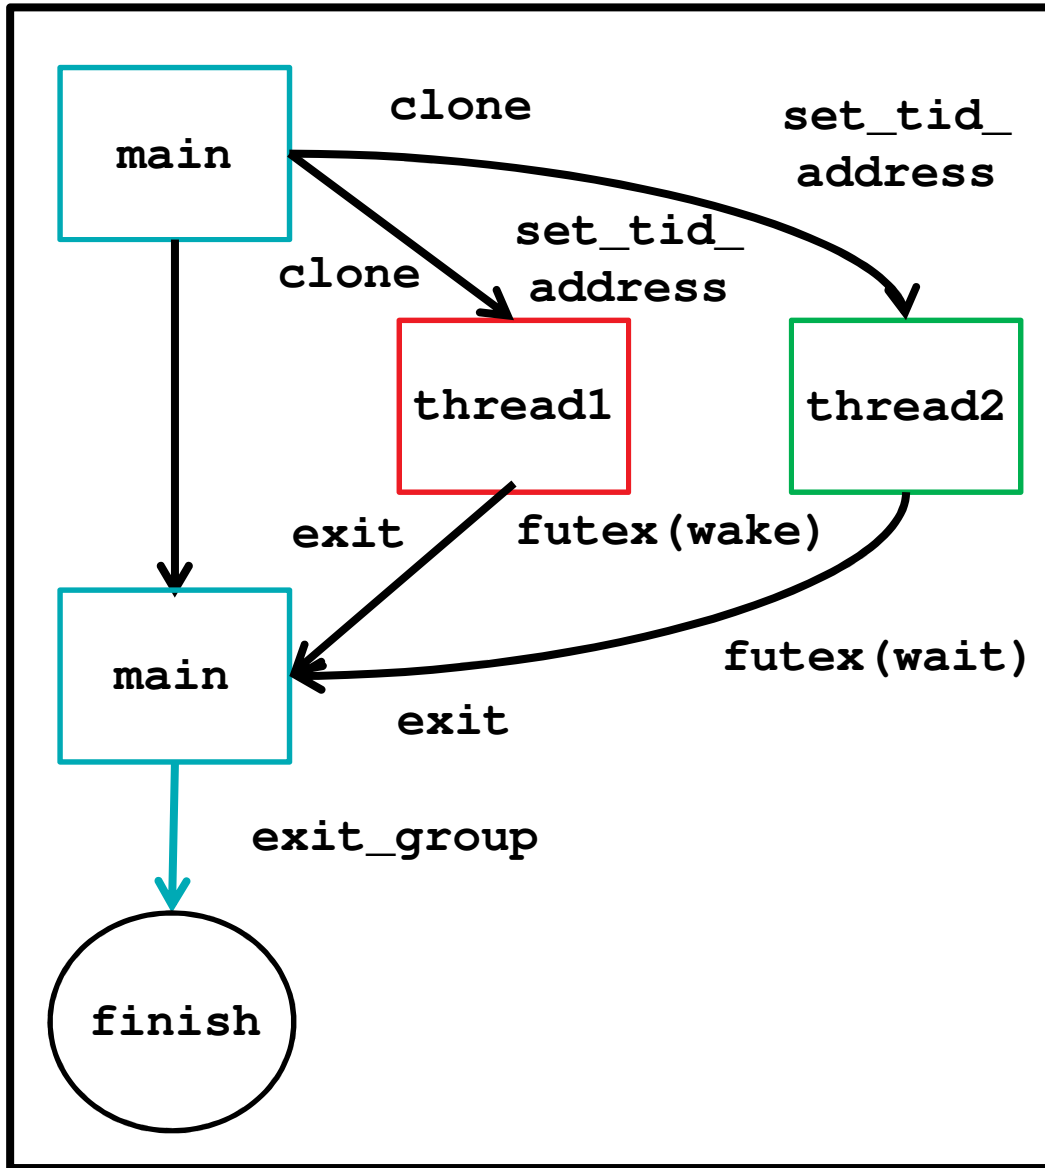 clone
set_tid_
address
main
set_tid_
address
clone
thread1
thread2
exit
futex(wake)
main
futex(wait)
exit
exit_group
finish